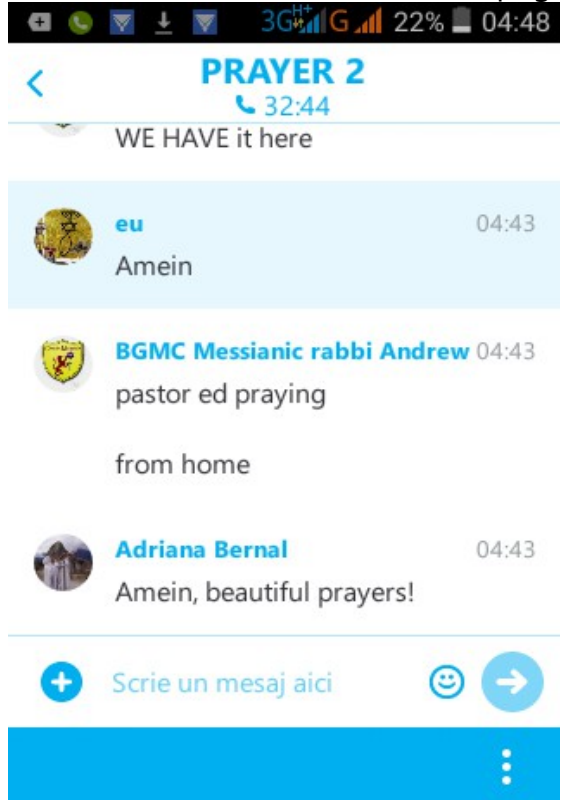 3G H+ G 22% 04:48
PRAYER 2
32:44
WE HAVE it here
eu 04:43
Amein
BGMC Messianic rabbi Andrew 04:43
pastor ed praying
from home
Adriana Bernal 04:43
Amein, beautiful prayers!
Scrie un mesaj aici